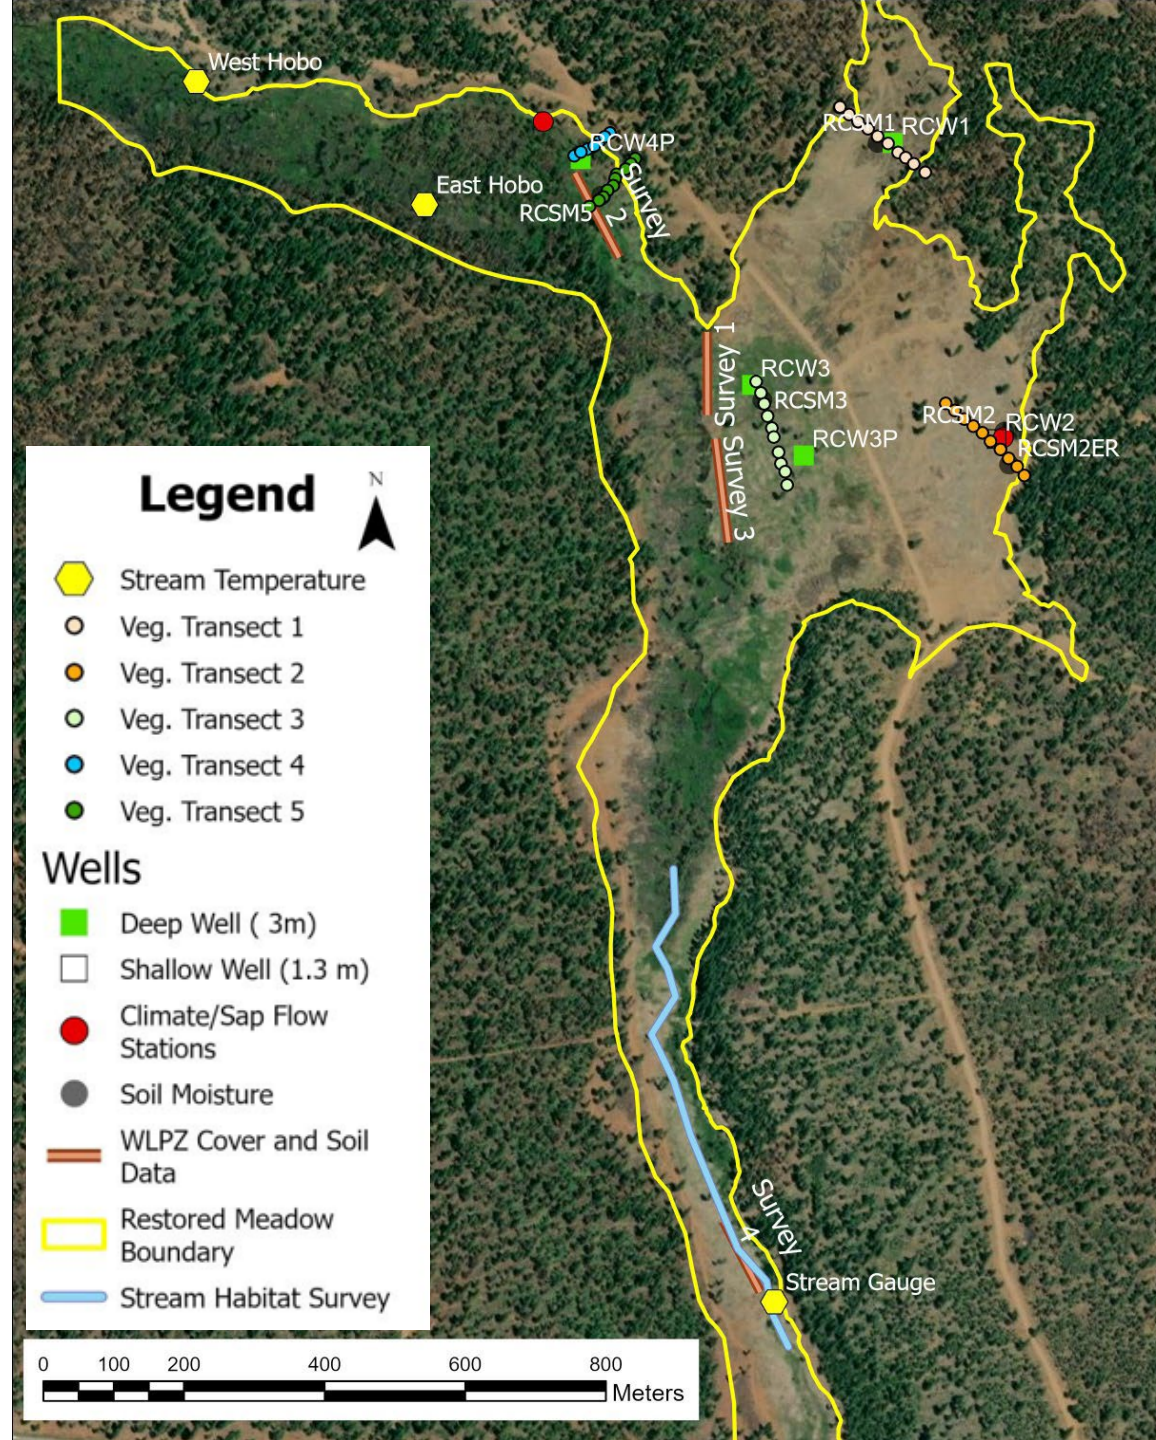 West Hobo
RCW4P
East Hobo
RCSM5
Survey
2
RCSM1
RCW1
Survey 1
RCW3
RCSM3
RCW3P
Survey 3
RCSM2
RCW2
RCSM2ER
Legend
N
Stream Temperature
Veg. Transect 1
Veg. Transect 2
Veg. Transect 3
Veg. Transect 4
Veg. Transect 5
Wells
Deep Well ( 3m)
Shallow Well (1.3 m)
Climate/Sap Flow
Stations
Soil Moisture
WLPZ Cover and Soil
Data
Restored Meadow
Boundary
Stream Habitat Survey
Survey
4
Stream Gauge
0 100 200 400 600 800
Meters